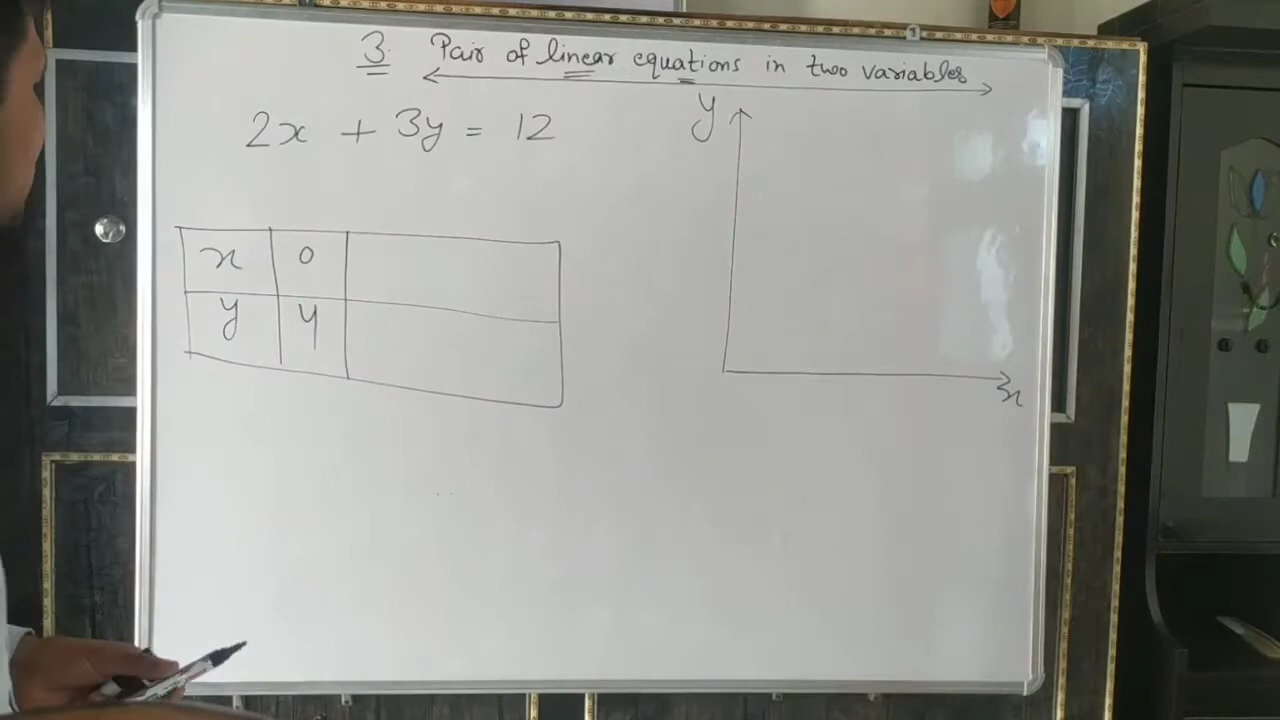 3. Pair of linear equations in two variables
2x + 3y = 12
y
x 0
y 4
x